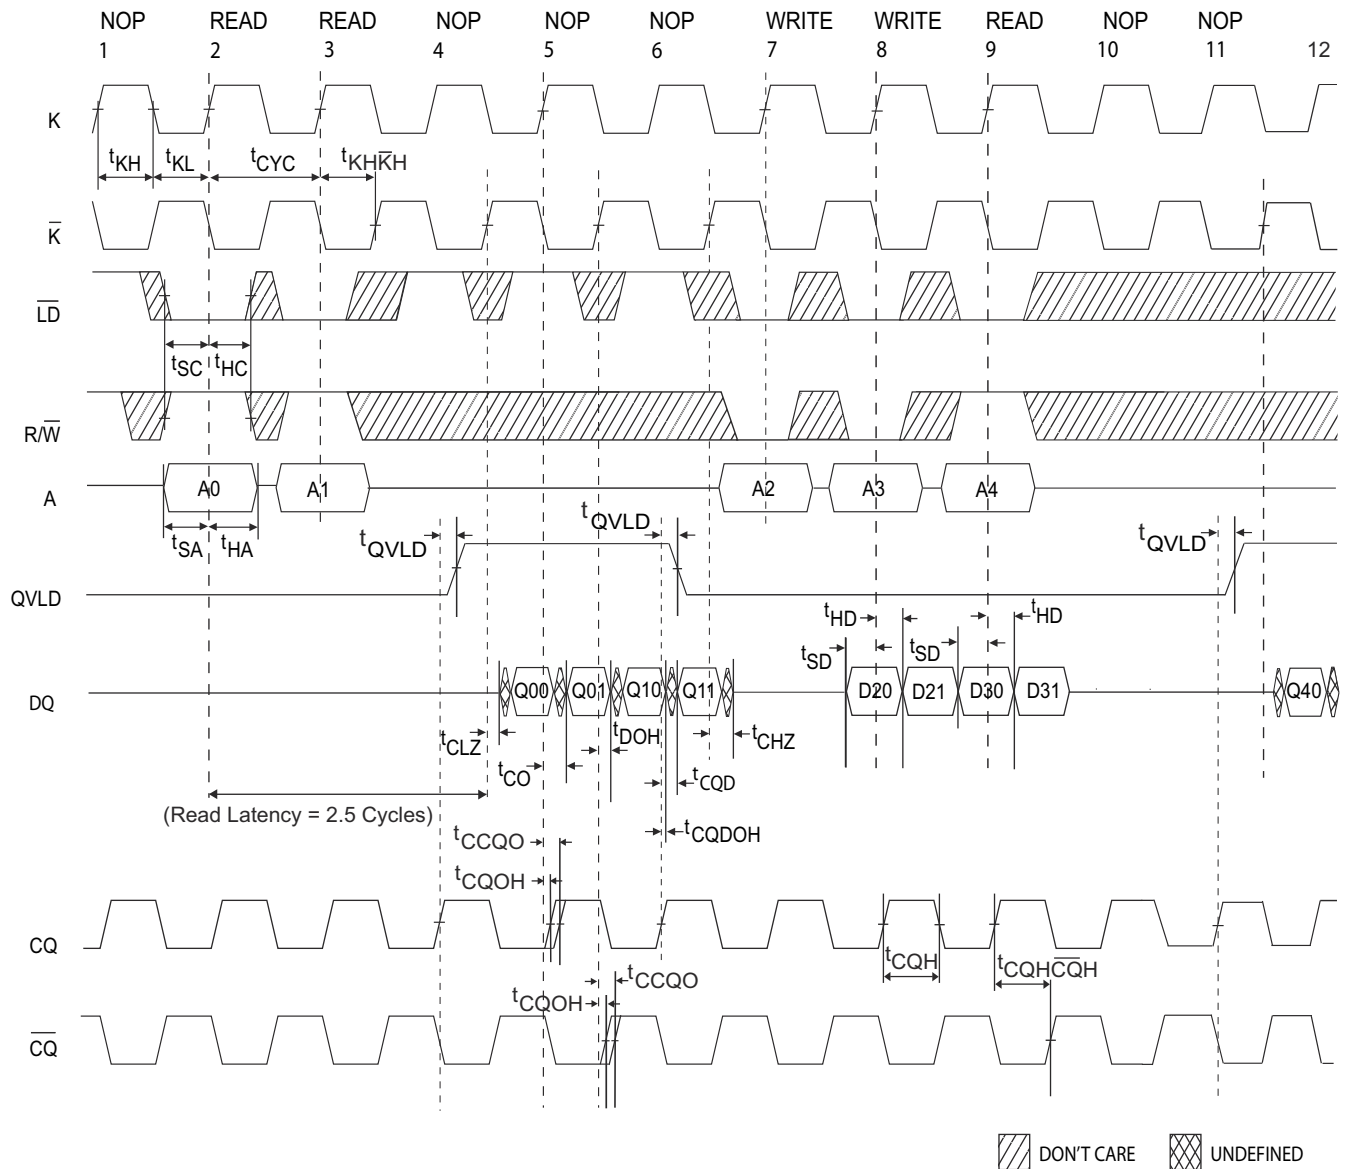 NOP READ READ NOP NOP NOP WRITE WRITE READ NOP NOP
1 2 3 4 5 6 7 8 9 10 11 12
K
tKH tKL tCYC tKHK̅H
K̅
L̅D̅
tSC tHC
R/W̅
A A0 A1 A2 A3 A4
tSA tHA tQVLD tQVLD tQVLD
QVLD
tHD tHD
tSD tSD
DQ Q00 Q01 Q10 Q11 D20 D21 D30 D31 Q40
tCLZ tDOH tCHZ
tCO tCQD
(Read Latency = 2.5 Cycles)
tCQDOH
tCCQO
tCQOH
CQ
tCQH tCQHC̅Q̅H
tCCQO
tCQOH
C̅Q̅
DON'T CARE UNDEFINED